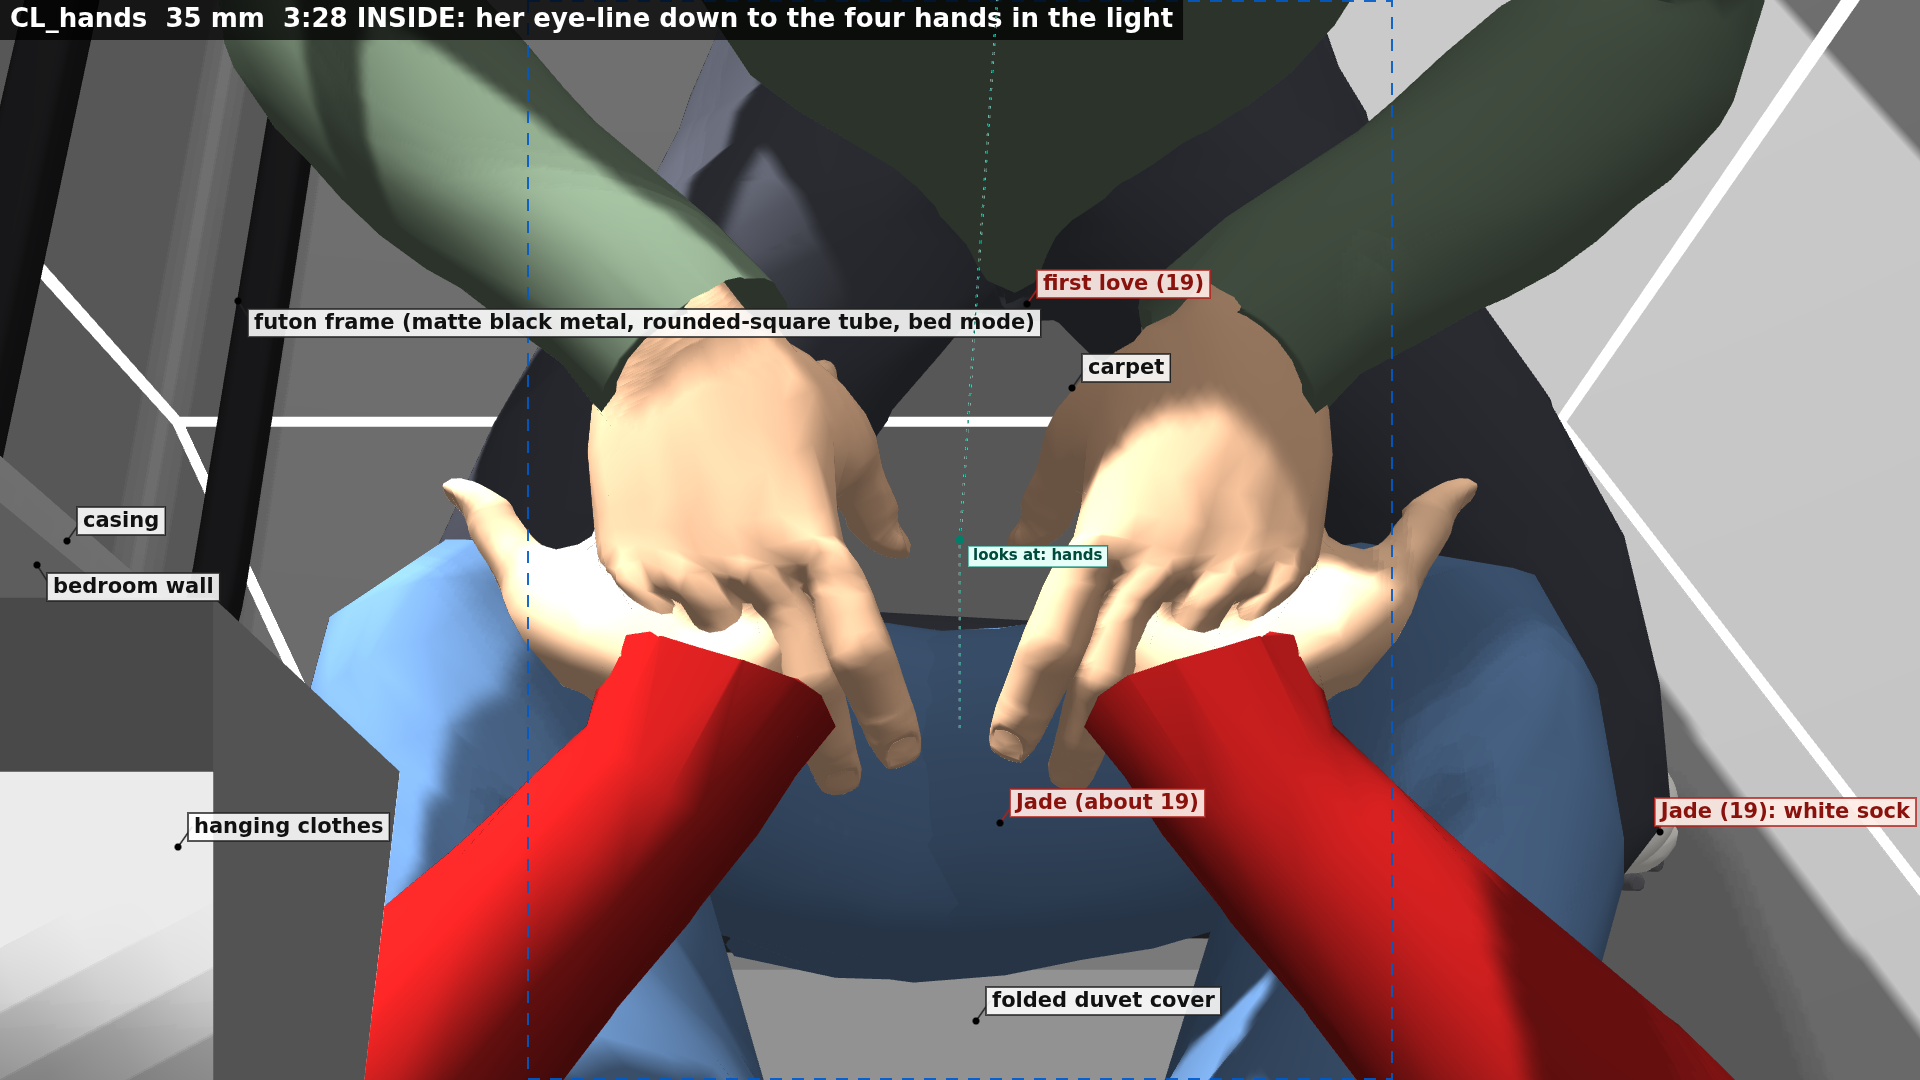 CL_hands 35 mm 3:28 INSIDE: her eye-line down to the four hands in the light
first love (19)
futon frame (matte black metal, rounded-square tube, bed mode)
carpet
casing
looks at: hands
bedroom wall
Jade (about 19)
Jade (19): white sock
hanging clothes
folded duvet cover